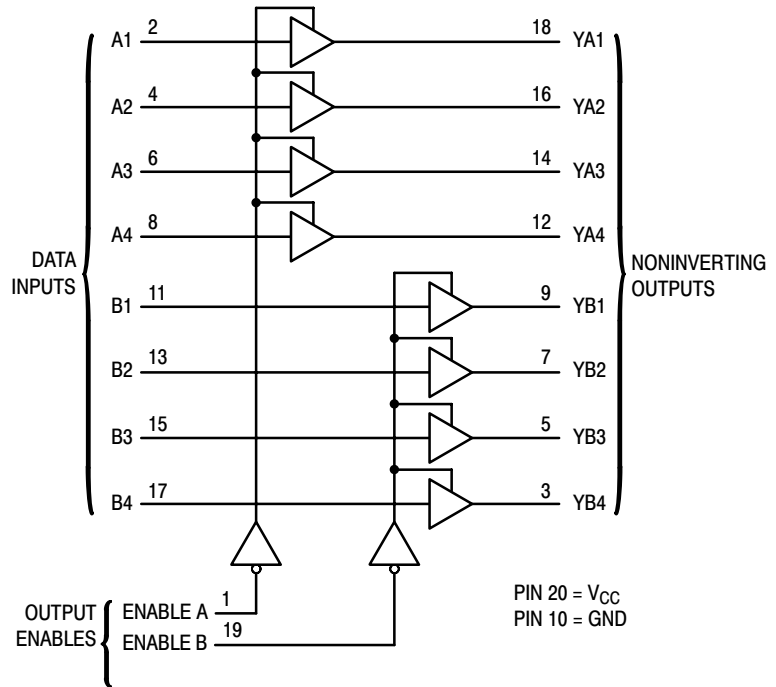 A1 2 18 YA1
A2 4 16 YA2
A3 6 14 YA3
A4 8 12 YA4
DATA
INPUTS
NONINVERTING
OUTPUTS
B1 11 9 YB1
B2 13 7 YB2
B3 15 5 YB3
B4 17 3 YB4
OUTPUT
ENABLES
ENABLE A 1
ENABLE B 19
PIN 20 = VCC
PIN 10 = GND